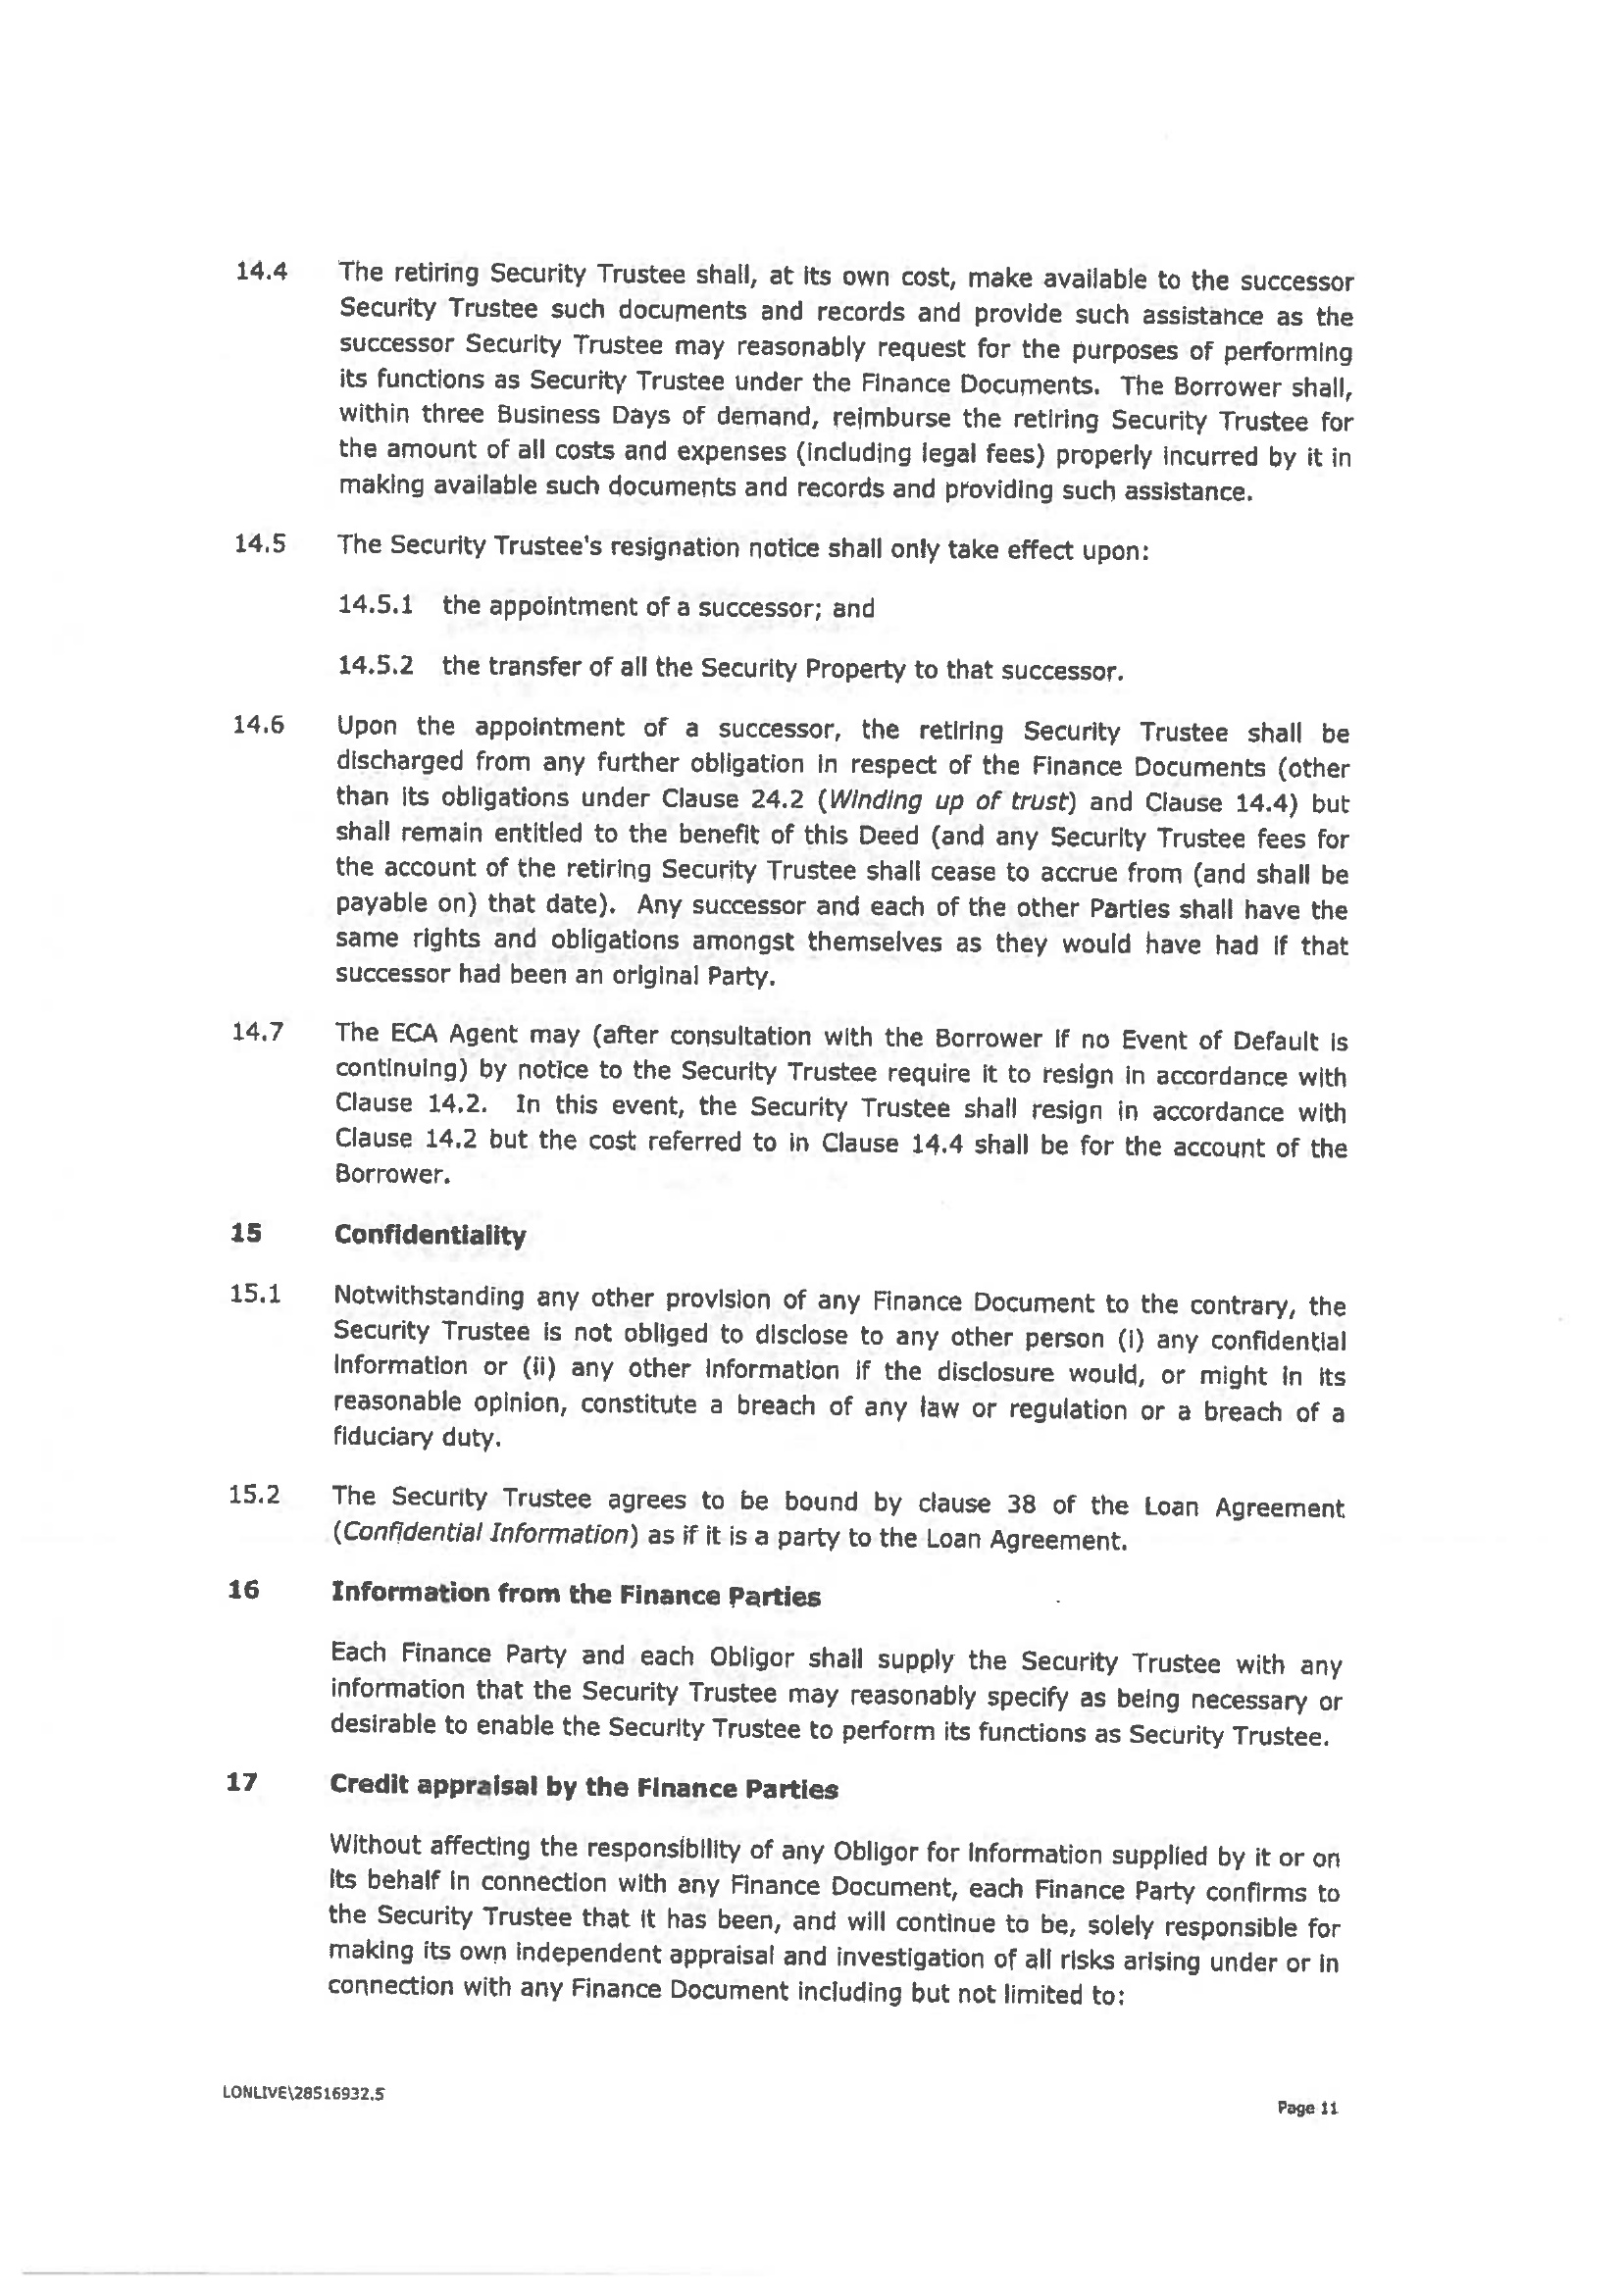 14.4 The retiring Security Trustee shall, at its own cost, make available to the successor
Security Trustee such documents and records and provide such assistance as the
successor Security Trustee may reasonably request for the purposes of performing
its functions as Security Trustee under the Finance Documents. The Borrower shall,
within three Business Days of demand, reimburse the retiring Security Trustee for
the amount of all costs and expenses (including legal fees) properly incurred by it in
making available such documents and records and providing such assistance.
14.5 The Security Trustee's resignation notice shall only take effect upon:
14.5.1 the appointment of a successor; and
14.5.2 the transfer of all the Security Property to that successor.
14.6 Upon the appointment of a successor, the retiring Security Trustee shall be
discharged from any further obligation in respect of the Finance Documents (other
than its obligations under Clause 24.2 (Winding up of trust) and Clause 14.4) but
shall remain entitled to the benefit of this Deed (and any Security Trustee fees for
the account of the retiring Security Trustee shall cease to accrue from (and shall be
payable on) that date). Any successor and each of the other Parties shall have the
same rights and obligations amongst themselves as they would have had if that
successor had been an original Party.
14.7 The ECA Agent may (after consultation with the Borrower if no Event of Default is
continuing) by notice to the Security Trustee require it to resign in accordance with
Clause 14.2. In this event, the Security Trustee shall resign in accordance with
Clause 14.2 but the cost referred to in Clause 14.4 shall be for the account of the
Borrower.
15 Confidentiality
15.1 Notwithstanding any other provision of any Finance Document to the contrary, the
Security Trustee is not obliged to disclose to any other person (i) any confidential
information or (ii) any other information if the disclosure would, or might in its
reasonable opinion, constitute a breach of any law or regulation or a breach of a
fiduciary duty.
15.2 The Security Trustee agrees to be bound by clause 38 of the Loan Agreement
(Confidential Information) as if it is a party to the Loan Agreement.
16 Information from the Finance Parties
Each Finance Party and each Obligor shall supply the Security Trustee with any
information that the Security Trustee may reasonably specify as being necessary or
desirable to enable the Security Trustee to perform its functions as Security Trustee.
17 Credit appraisal by the Finance Parties
Without affecting the responsibility of any Obligor for information supplied by it or on
its behalf in connection with any Finance Document, each Finance Party confirms to
the Security Trustee that it has been, and will continue to be, solely responsible for
making its own independent appraisal and investigation of all risks arising under or in
connection with any Finance Document including but not limited to:
LONLIVE\28516932.5
Page 11